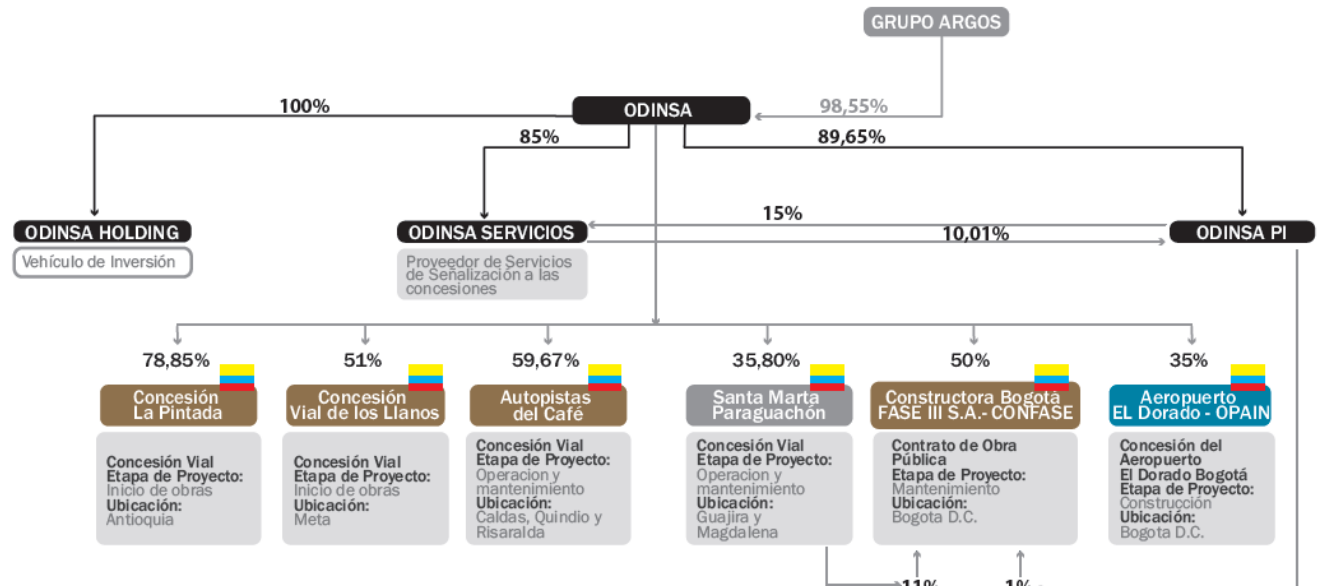 GRUPO ARGOS
100%
ODINSA
98,55%
85%
89,65%
15%
ODINSA HOLDING
ODINSA SERVICIOS
10,01%
ODINSA PI
Vehículo de Inversión
Proveedor de Servicios
de Señalización a las
concesiones
78,85%
51%
59,67%
35,80%
50%
35%
Concesión
La Pintada
Concesión
Vial de los Llanos
Autopistas
del Café
Santa Marta
Paraguachón
Constructora Bogotá
FASE III S.A.- CONFASE
Aeropuerto
EL Dorado - OPAIN
Concesión Vial
Etapa de Proyecto:
Inicio de obras
Ubicación:
Antioquia
Concesión Vial
Etapa de Proyecto:
Inicio de obras
Ubicación:
Meta
Concesión Vial
Etapa de Proyecto:
Operacion y
mantenimiento
Ubicación:
Caldas, Quindio y
Risaralda
Concesión Vial
Etapa de Proyecto:
Operacion y
mantenimiento
Ubicación:
Guajira y
Magdalena
Contrato de Obra
Pública
Etapa de Proyecto:
Mantenimiento
Ubicación:
Bogota D.C.
Concesión del
Aeropuerto
El Dorado Bogotá
Etapa de Proyecto:
Construcción
Ubicación:
Bogota D.C.
11%
1%